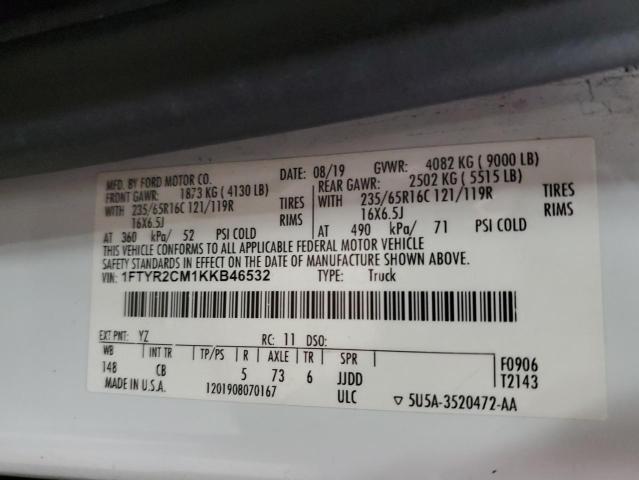 MFD. BY FORD MOTOR CO. DATE: 08/19 GVWR: 4082 KG ( 9000 LB)
FRONT GAWR: 1873 KG ( 4130 LB) REAR GAWR: 2502 KG ( 5515 LB)
WITH 235/65R16C 121/119R TIRES WITH 235/65R16C 121/119R TIRES
16X6.5J RIMS 16X6.5J RIMS
AT 360 kPa/ 52 PSI COLD AT 490 kPa/ 71 PSI COLD
THIS VEHICLE CONFORMS TO ALL APPLICABLE FEDERAL MOTOR VEHICLE
SAFETY STANDARDS IN EFFECT ON THE DATE OF MANUFACTURE SHOWN ABOVE.
VIN: 1FTYR2CM1KKB46532 TYPE: Truck
EXT PNT: YZ RC: 11 DSO:
WB INT TR TP/PS R AXLE TR SPR F0906
148 CB 5 73 6 JJDD T2143
MADE IN U.S.A. 1201908070167 ULC ▽ 5U5A-3520472-AA